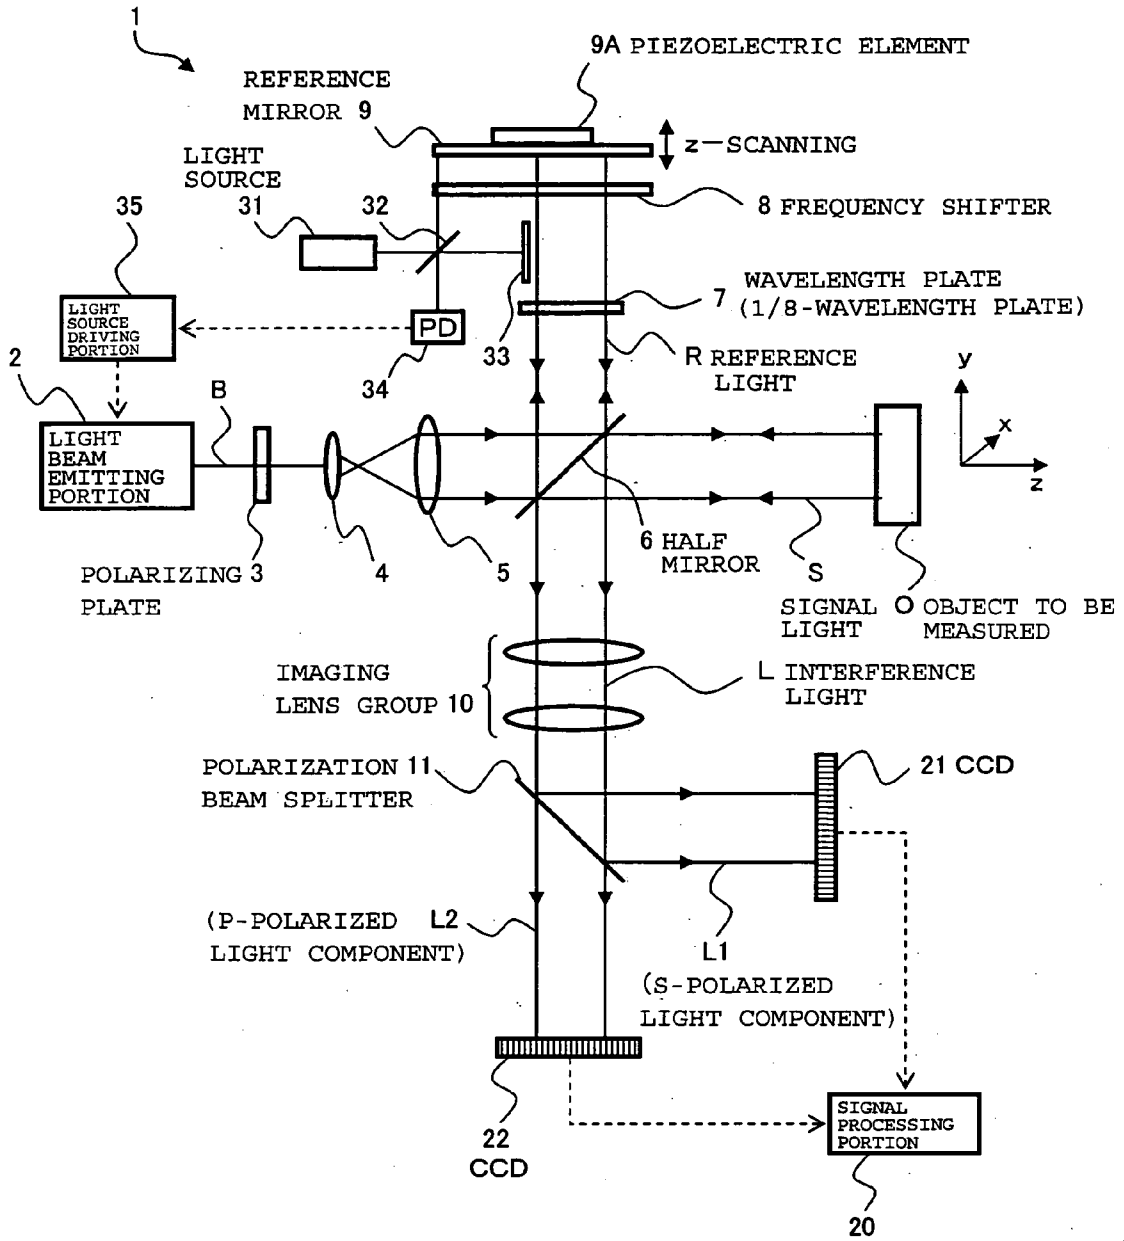 1
9A PIEZOELECTRIC ELEMENT
REFERENCE
MIRROR 9
z-SCANNING
LIGHT
SOURCE
31
32
35
8 FREQUENCY SHIFTER
WAVELENGTH PLATE
7 (1/8-WAVELENGTH PLATE)
LIGHT
SOURCE
DRIVING
PORTION
PD
33
34
R REFERENCE
LIGHT
2
B
y
x
z
LIGHT
BEAM
EMITTING
PORTION
6 HALF
MIRROR
S
SIGNAL
LIGHT
O OBJECT TO BE
MEASURED
POLARIZING 3
PLATE
4
5
IMAGING
LENS GROUP 10
L INTERFERENCE
LIGHT
POLARIZATION 11
BEAM SPLITTER
21 CCD
(P-POLARIZED L2
LIGHT COMPONENT)
L1
(S-POLARIZED
LIGHT COMPONENT)
22
CCD
SIGNAL
PROCESSING
PORTION
20